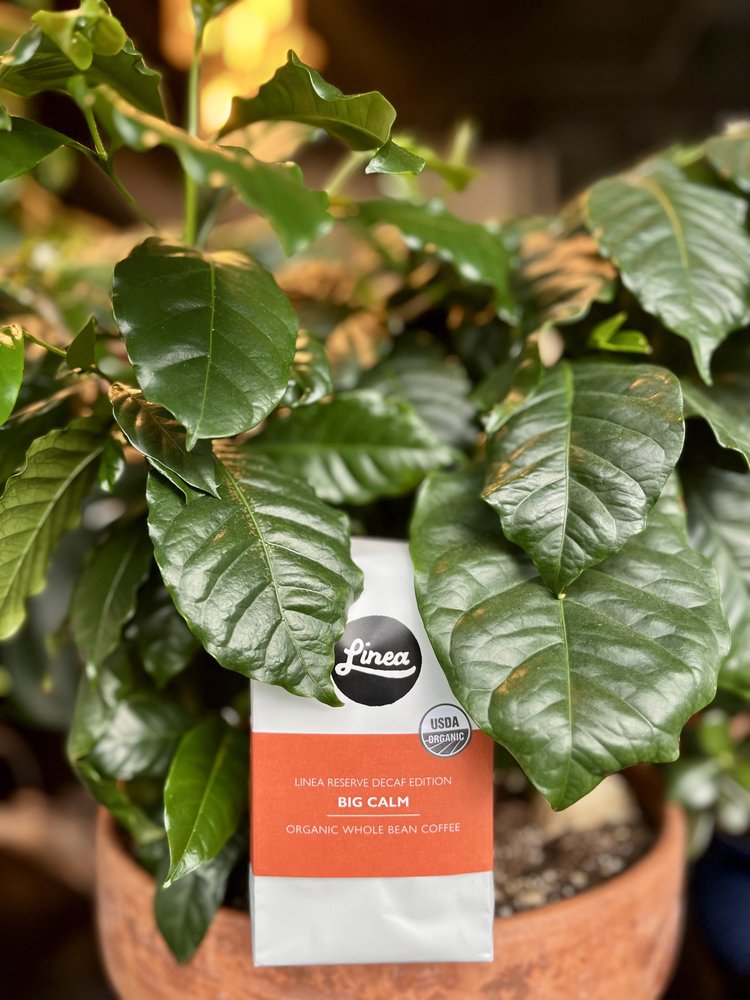 Linea
USDA
ORGANIC
LINEA RESERVE DECAF EDITION
BIG CALM
ORGANIC WHOLE BEAN COFFEE